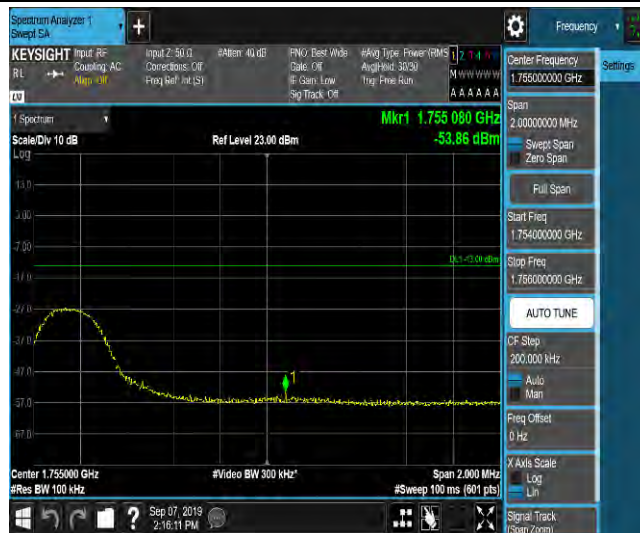 Spectrum Analyzer 1
Swept SA
+
Frequency
KEYSIGHT
RL
Input: RF
Coupling: AC
Align: Off
Input Z: 50 Ω
Corrections: Off
Freq Ref: Int (S)
#Atten: 40 dB
PNO: Best Wide
Gate: Off
IF Gain: Low
Sig Track: Off
#Avg Type: Power (RMS
Avg|Hold: 30/30
Trig: Free Run
M W W W W W
A A A A A A
1 Spectrum
Scale/Div 10 dB
Log
Ref Level 23.00 dBm
Mkr1 1.755 080 GHz
-53.86 dBm
13.0
3.00
-7.00
-17.0
-27.0
-37.0
-47.0
-57.0
-67.0
DL1 -13.00 dBm
1
Center 1.755000 GHz
#Res BW 100 kHz
#Video BW 300 kHz*
Span 2.000 MHz
#Sweep 100 ms (601 pts)
Sep 07, 2019
2:16:11 PM
Center Frequency
1.755000000 GHz
Settings
Span
2.00000000 MHz
Swept Span
Zero Span
Full Span
Start Freq
1.754000000 GHz
Stop Freq
1.756000000 GHz
AUTO TUNE
CF Step
200.000 kHz
Auto
Man
Freq Offset
0 Hz
X Axis Scale
Log
Lin
Signal Track
(Span Zoom)